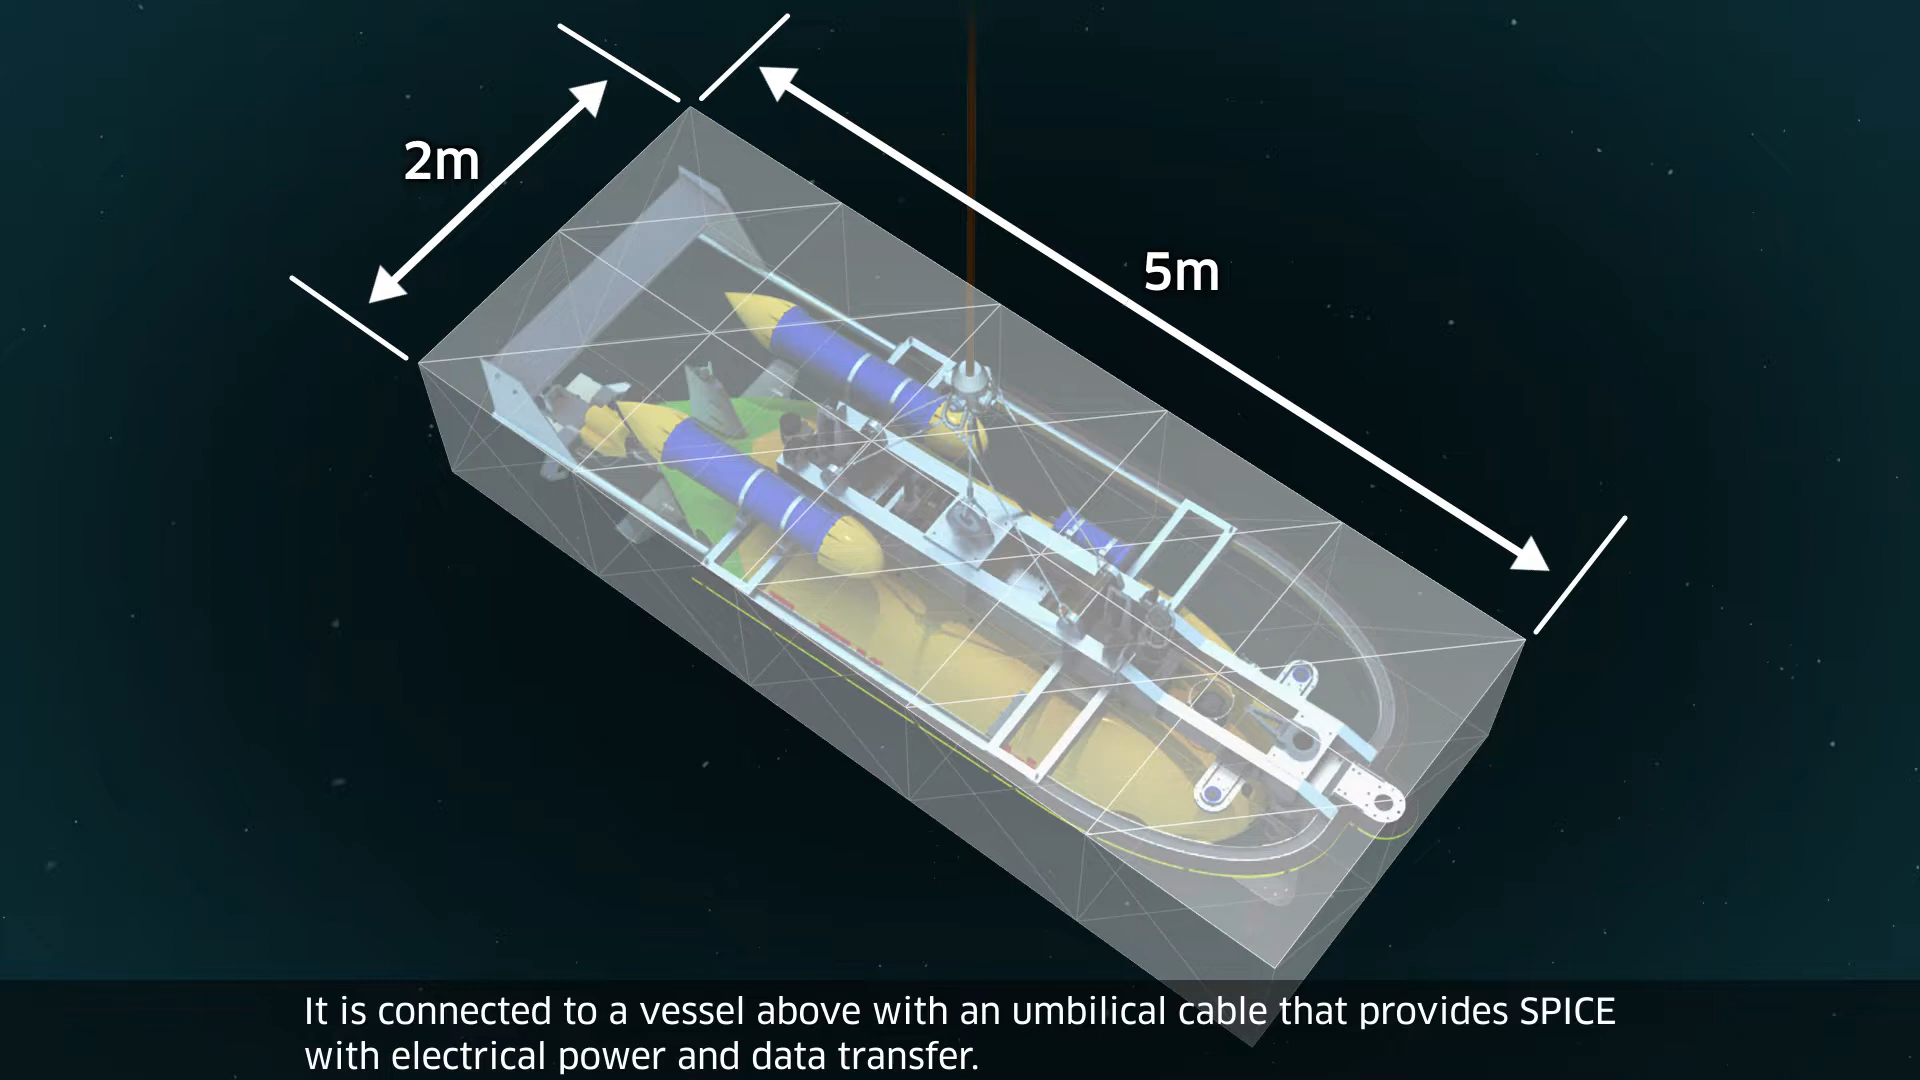 2m
5m
It is connected to a vessel above with an umbilical cable that provides SPICE
with electrical power and data transfer.